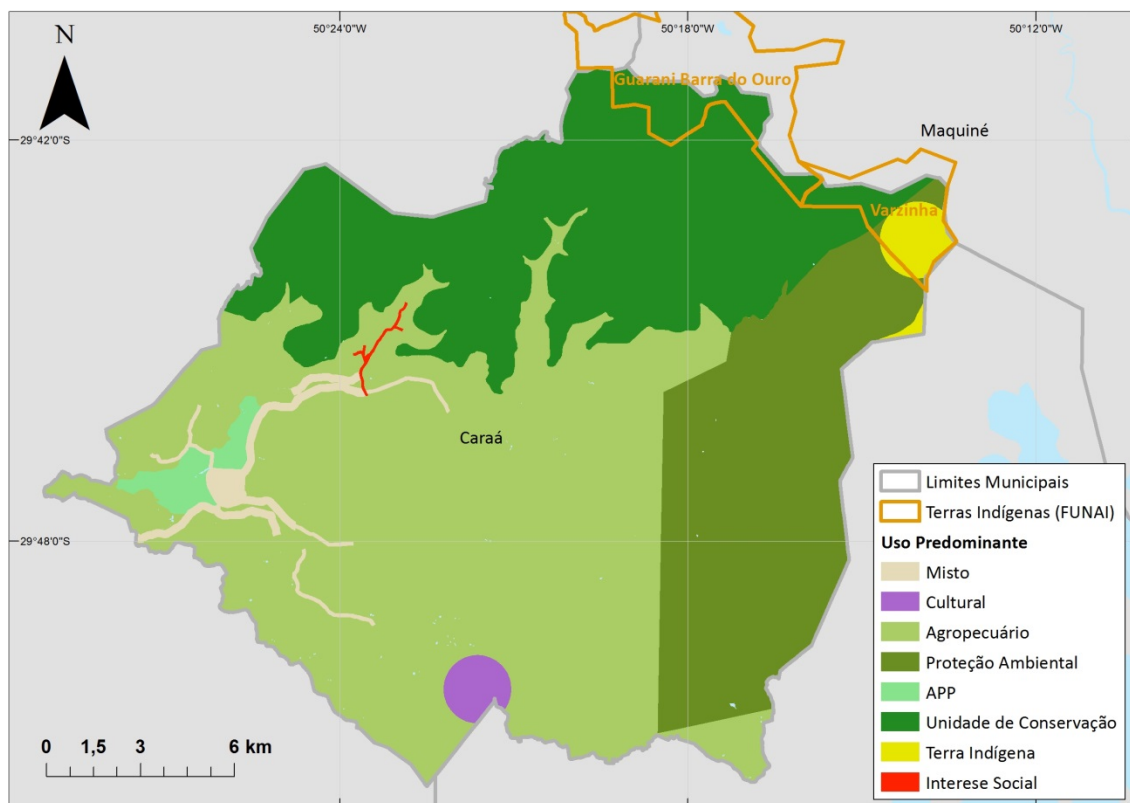 50°24'0"W
50°18'0"W
50°12'0"W
N
Guarani Barra do Ouro
29°42'0"S
Maquiné
Varzinha
Caraá
29°48'0"S
Limites Municipais
Terras Indígenas (FUNAI)
Uso Predominante
Misto
Cultural
Agropecuário
Proteção Ambiental
APP
Unidade de Conservação
Terra Indígena
Interese Social
0 1,5 3 6 km